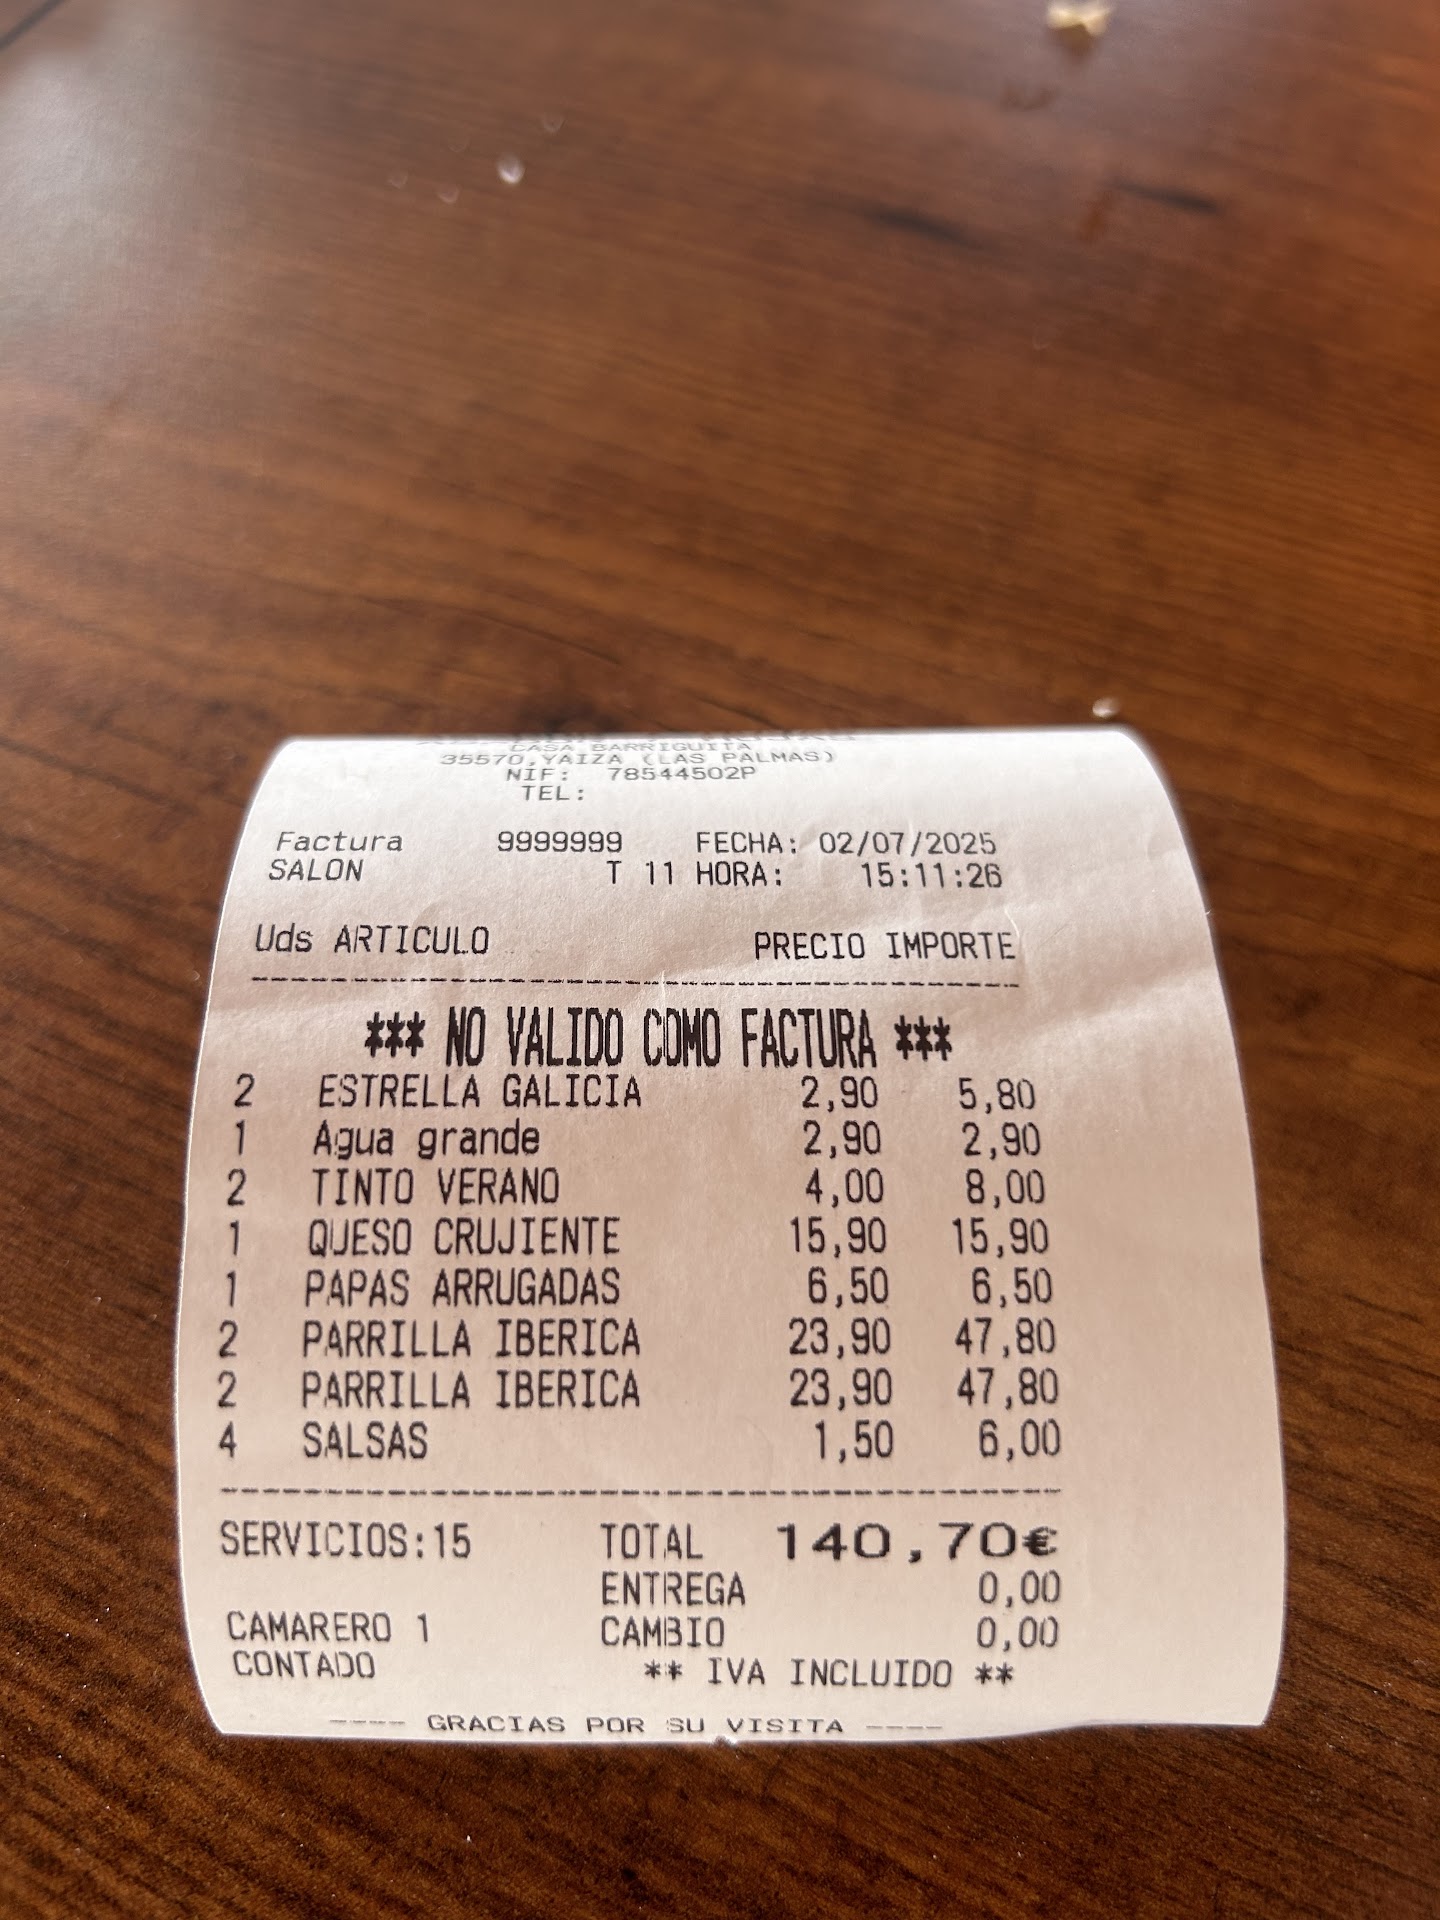 CASA BARRIGUITA
35570,YAIZA (LAS PALMAS)
NIF: 78544502P
TEL:
Factura 9999999 FECHA: 02/07/2025
SALON T 11 HORA: 15:11:26
Uds ARTICULO PRECIO IMPORTE
*** NO VALIDO COMO FACTURA ***
2 ESTRELLA GALICIA 2,90 5,80
1 Agua grande 2,90 2,90
2 TINTO VERANO 4,00 8,00
1 QUESO CRUJIENTE 15,90 15,90
1 PAPAS ARRUGADAS 6,50 6,50
2 PARRILLA IBERICA 23,90 47,80
2 PARRILLA IBERICA 23,90 47,80
4 SALSAS 1,50 6,00
SERVICIOS:15 TOTAL 140,70€
ENTREGA 0,00
CAMARERO 1 CAMBIO 0,00
CONTADO ** IVA INCLUIDO **
---- GRACIAS POR SU VISITA ----